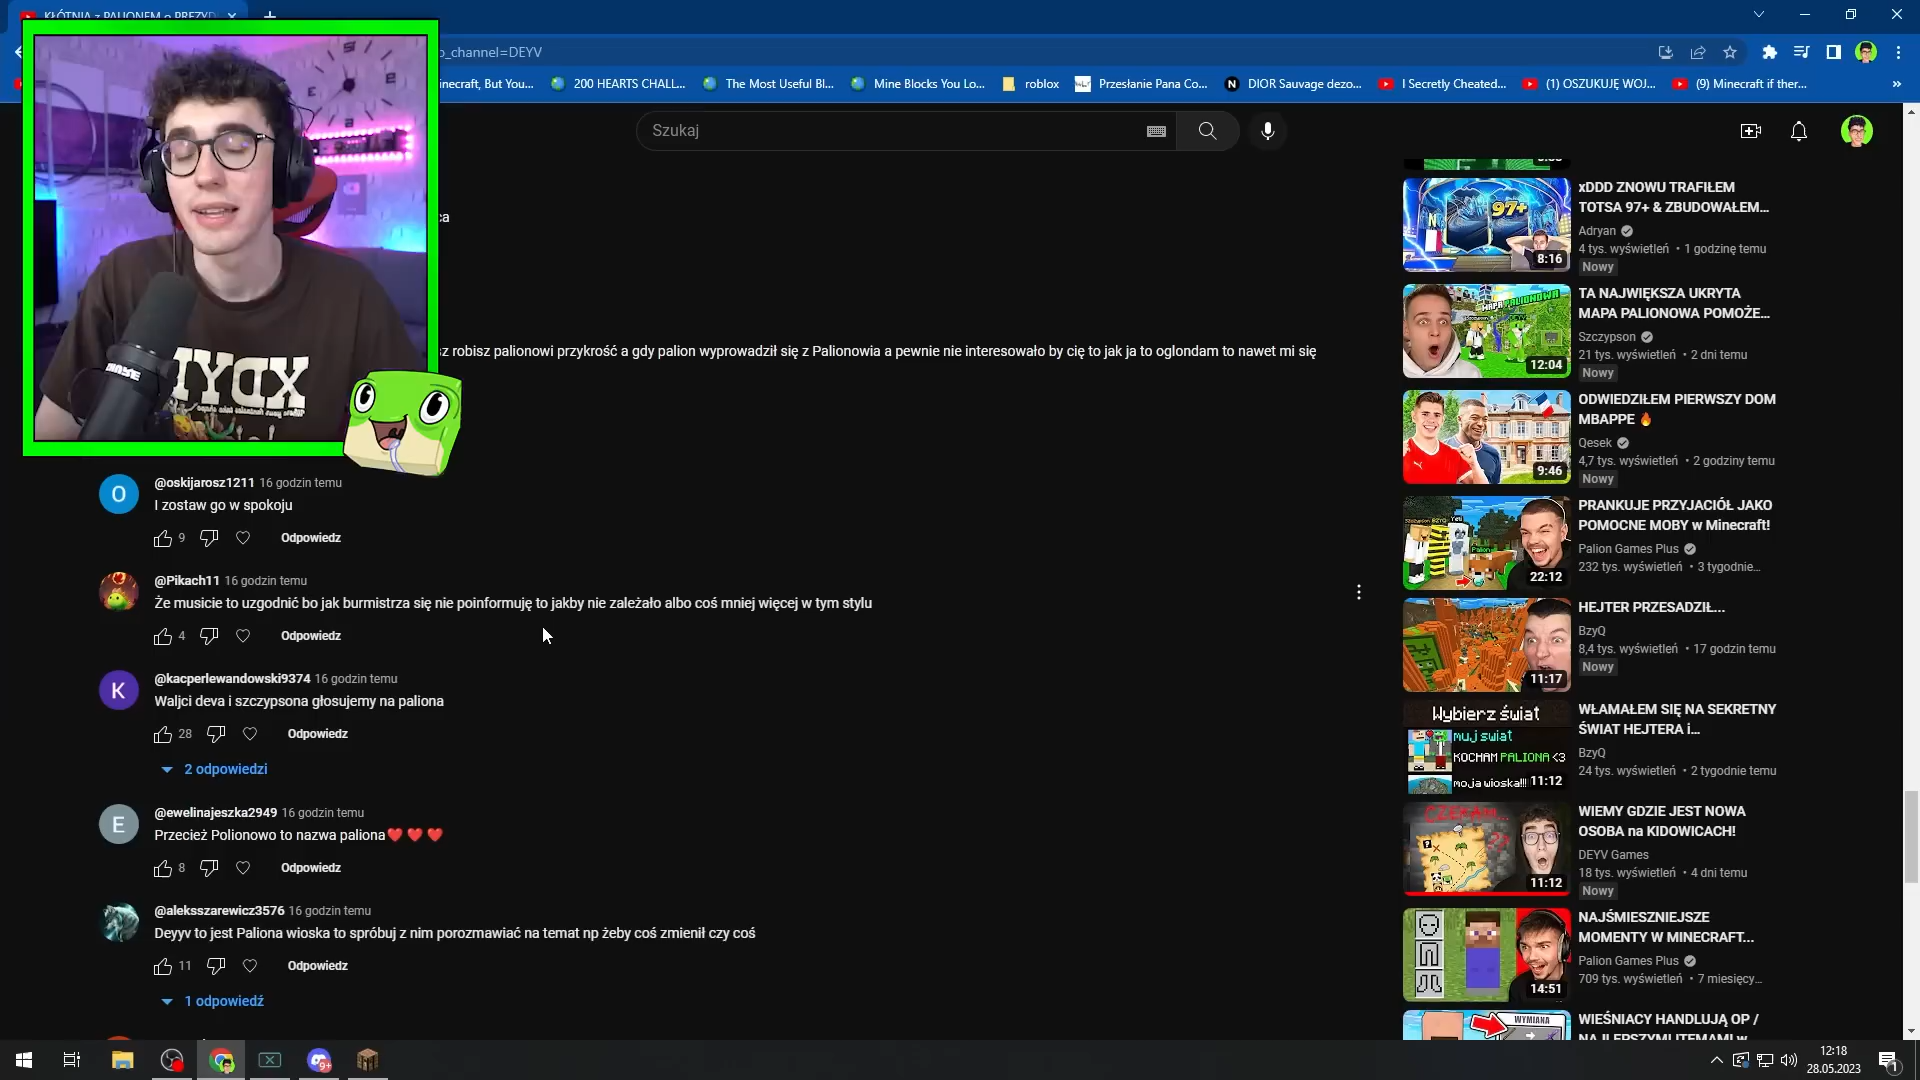 KŁÓTNIA z PALIONEM o PREZYD
o_channel=DEYV
inecraft, But You...
200 HEARTS CHALL...
The Most Useful Bl...
Mine Blocks You Lo...
roblox
Przesłanie Pana Co...
DIOR Sauvage dezo...
I Secretly Cheated...
(1) OSZUKUJĘ WOJ...
(9) Minecraft if ther...
Szukaj
ca
sz robisz palionowi przykrość a gdy palion wyprowadził się z Palionowia a pewnie nie interesowało by cię to jak ja to oglondam to nawet mi się
@oskijarosz1211 16 godzin temu
I zostaw go w spokoju
9 Odpowiedz
@Pikach11 16 godzin temu
Że musicie to uzgodnić bo jak burmistrza się nie poinformuję to jakby nie zależało albo coś mniej więcej w tym stylu
4 Odpowiedz
@kacperlewandowski9374 16 godzin temu
Waljci deva i szczypsona głosujemy na paliona
28 Odpowiedz
2 odpowiedzi
@ewelinajeszka2949 16 godzin temu
Przecież Polionowo to nazwa paliona❤️❤️❤️
8 Odpowiedz
@aleksszarewicz3576 16 godzin temu
Deyyv to jest Paliona wioska to spróbuj z nim porozmawiać na temat np żeby coś zmienił czy coś
11 Odpowiedz
1 odpowiedź
97+
8:16
xDDD ZNOWU TRAFIŁEM
TOTSA 97+ & ZBUDOWAŁEM...
Adryan
4 tys. wyświetleń • 1 godzinę temu
Nowy
MAPA PALIONOWA
12:04
TA NAJWIĘKSZA UKRYTA
MAPA PALIONOWA POMOŻE...
Szczypson
21 tys. wyświetleń • 2 dni temu
Nowy
9:46
ODWIEDZIŁEM PIERWSZY DOM
MBAPPE 🔥
Qesek
4,7 tys. wyświetleń • 2 godziny temu
Nowy
22:12
PRANKUJE PRZYJACIÓŁ JAKO
POMOCNE MOBY w Minecraft!
Palion Games Plus
232 tys. wyświetleń • 3 tygodnie...
11:17
HEJTER PRZESADZIŁ...
BzyQ
8,4 tys. wyświetleń • 17 godzin temu
Nowy
Wybierz świat
muj swiat
KOCHAM PALIONA <3
moja wioska!!!
11:12
WŁAMAŁEM SIĘ NA SEKRETNY
ŚWIAT HEJTERA i...
BzyQ
24 tys. wyświetleń • 2 tygodnie temu
CZEKAM...
11:12
WIEMY GDZIE JEST NOWA
OSOBA na KIDOWICACH!
DEYV Games
18 tys. wyświetleń • 4 dni temu
Nowy
14:51
NAJŚMIESZNIEJSZE
MOMENTY W MINECRAFT...
Palion Games Plus
709 tys. wyświetleń • 7 miesięcy...
WYMIANA
WIEŚNIACY HANDLUJĄ OP /
NAJLEPSZYMI ITEMAMI w
12:18
28.05.2023